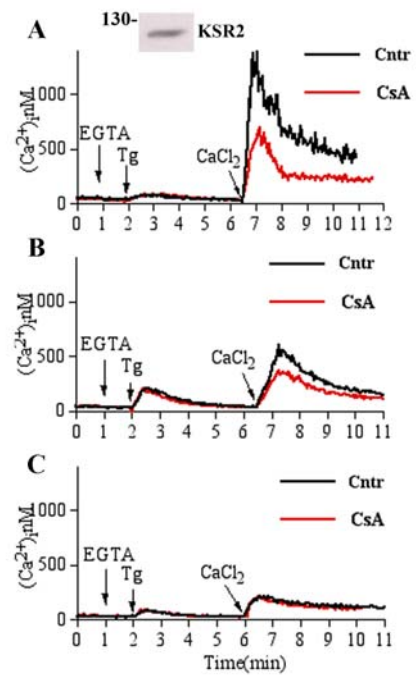 A
130-
KSR2
Cntr
CsA
(Ca2+)inM
1000
500
0
EGTA
Tg
CaCl2
0 1 2 3 4 5 6 7 8 9 10 11 12
B
Cntr
CsA
(Ca2+)inM
1000
500
0
EGTA
Tg
CaCl2
0 1 2 3 4 5 6 7 8 9 10 11
C
Cntr
CsA
(Ca2+)inM
1000
500
0
EGTA
Tg
CaCl2
0 1 2 3 4 5 6 7 8 9 10 11
Time(min)